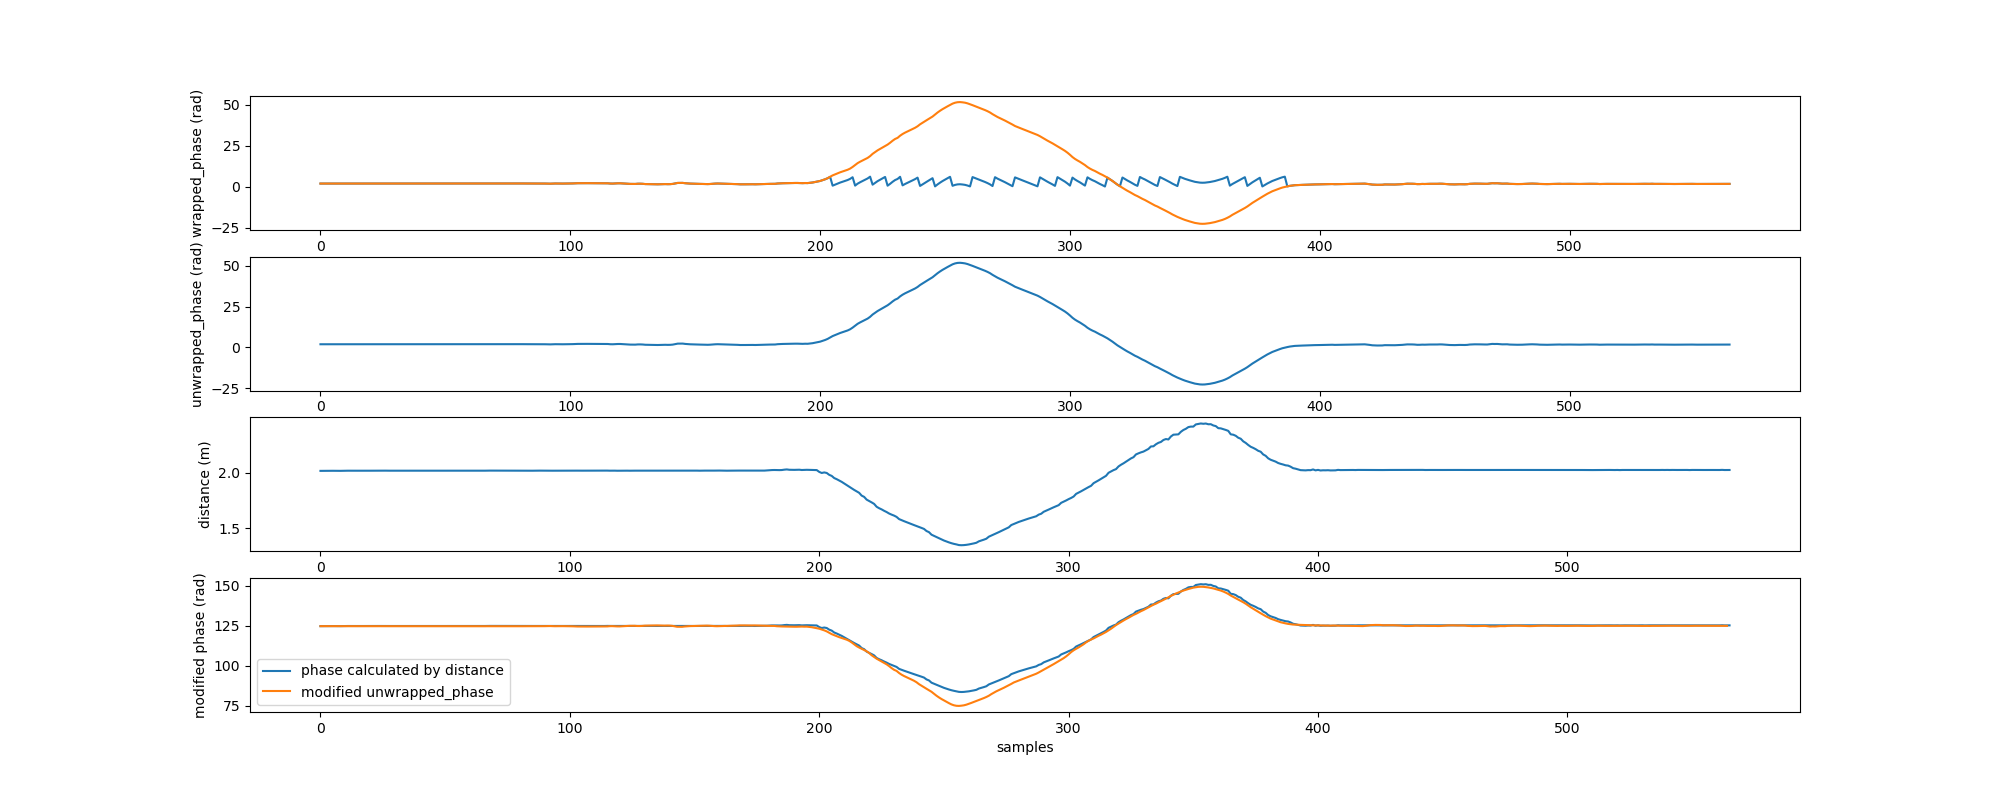 wrapped_phase (rad)
50
25
0
−25
0 100 200 300 400 500
unwrapped_phase (rad)
50
25
0
−25
0 100 200 300 400 500
distance (m)
2.0
1.5
0 100 200 300 400 500
modified phase (rad)
150
125
100
75
phase calculated by distance
modified unwrapped_phase
0 100 200 300 400 500
samples